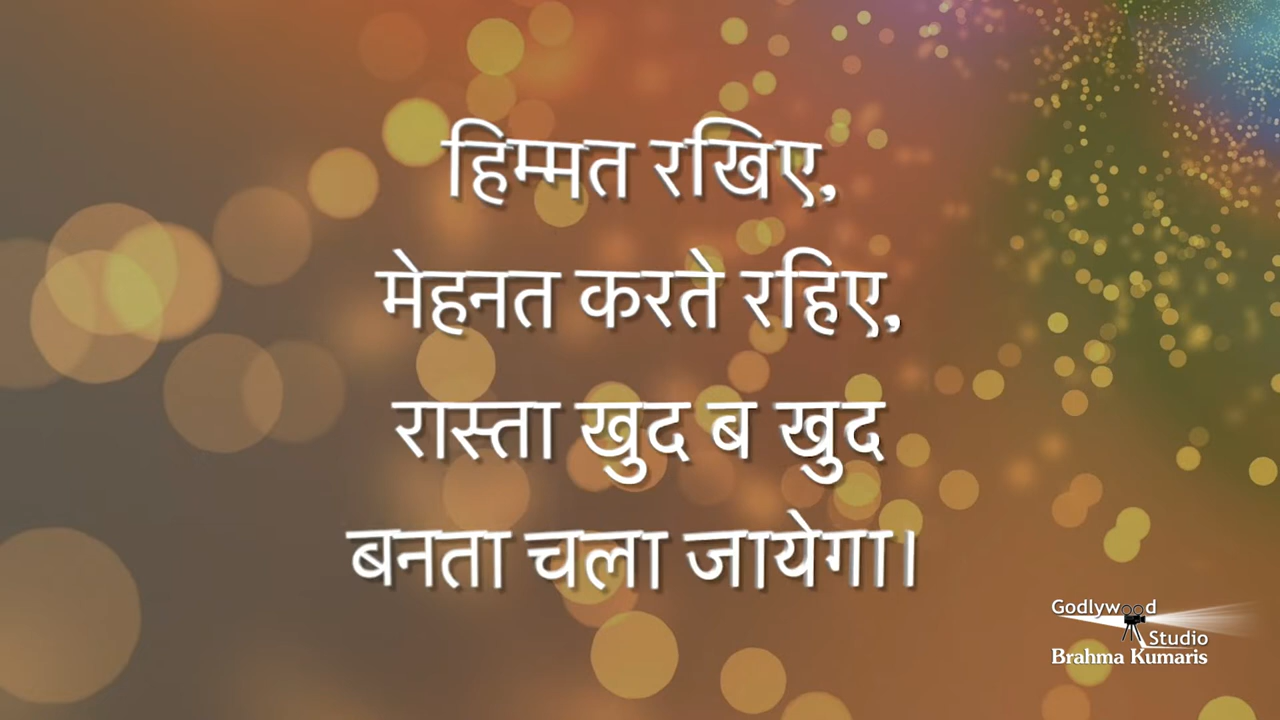 हिम्मत रखिए,
मेहनत करते रहिए,
रास्ता खुद ब खुद
बनता चला जायेगा।
Godlywood
Studio
Brahma Kumaris